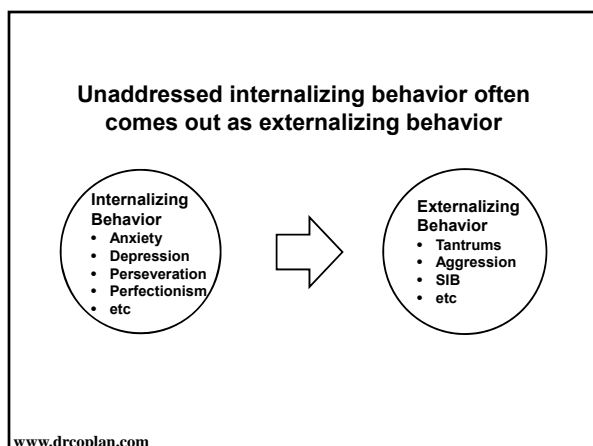 Unaddressed internalizing behavior often
comes out as externalizing behavior
Internalizing
Behavior
• Anxiety
• Depression
• Perseveration
• Perfectionism
• etc
Externalizing
Behavior
• Tantrums
• Aggression
• SIB
• etc
www.drcoplan.com